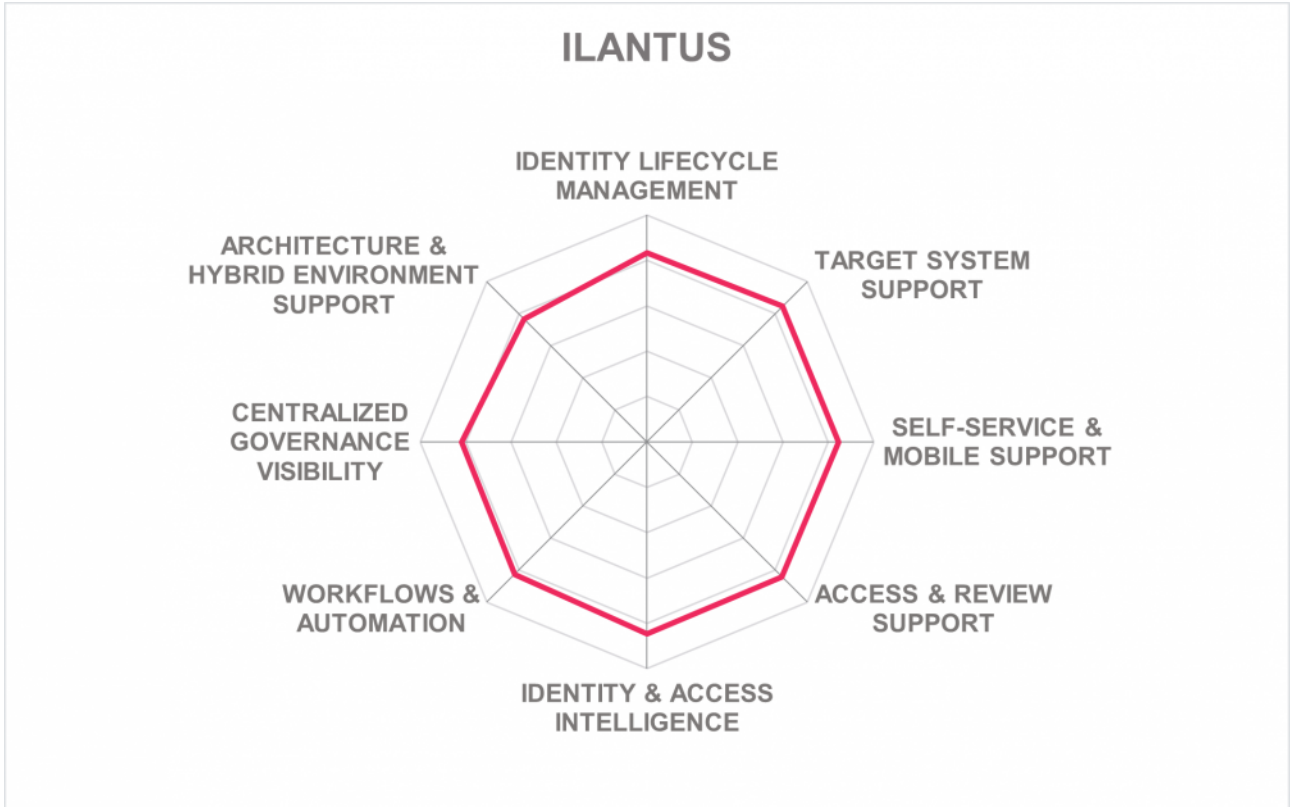 ILANTUS
IDENTITY LIFECYCLE
MANAGEMENT
ARCHITECTURE &
HYBRID ENVIRONMENT
SUPPORT
TARGET SYSTEM
SUPPORT
CENTRALIZED
GOVERNANCE
VISIBILITY
SELF-SERVICE &
MOBILE SUPPORT
WORKFLOWS &
AUTOMATION
ACCESS & REVIEW
SUPPORT
IDENTITY & ACCESS
INTELLIGENCE